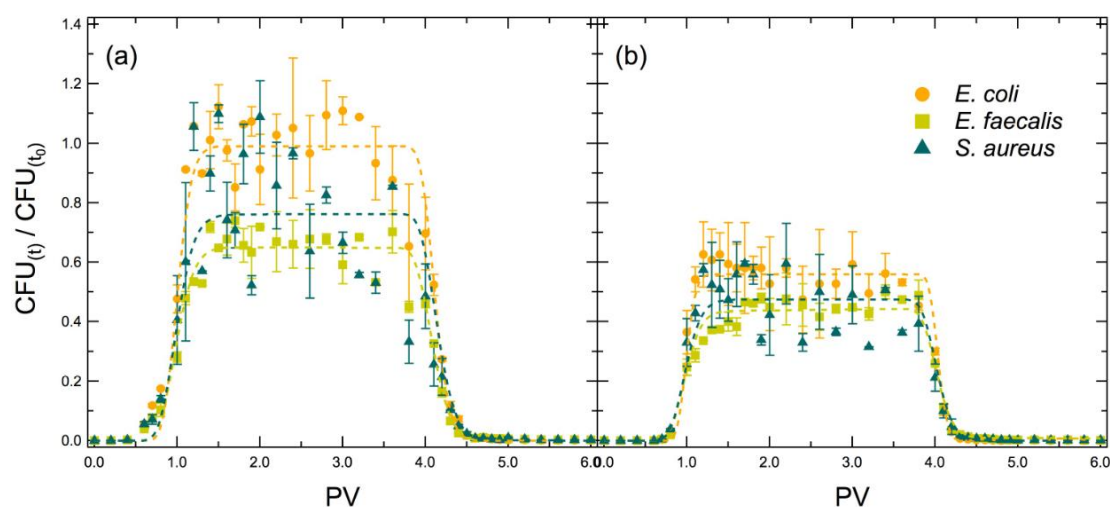 1.4
1.2
1.0
0.8
0.6
0.4
0.2
0.0
CFU(t) / CFU(t0)
(a)
(b)
E. coli
E. faecalis
S. aureus
0.0 1.0 2.0 3.0 4.0 5.0 6.0 0.0 1.0 2.0 3.0 4.0 5.0 6.0
PV PV